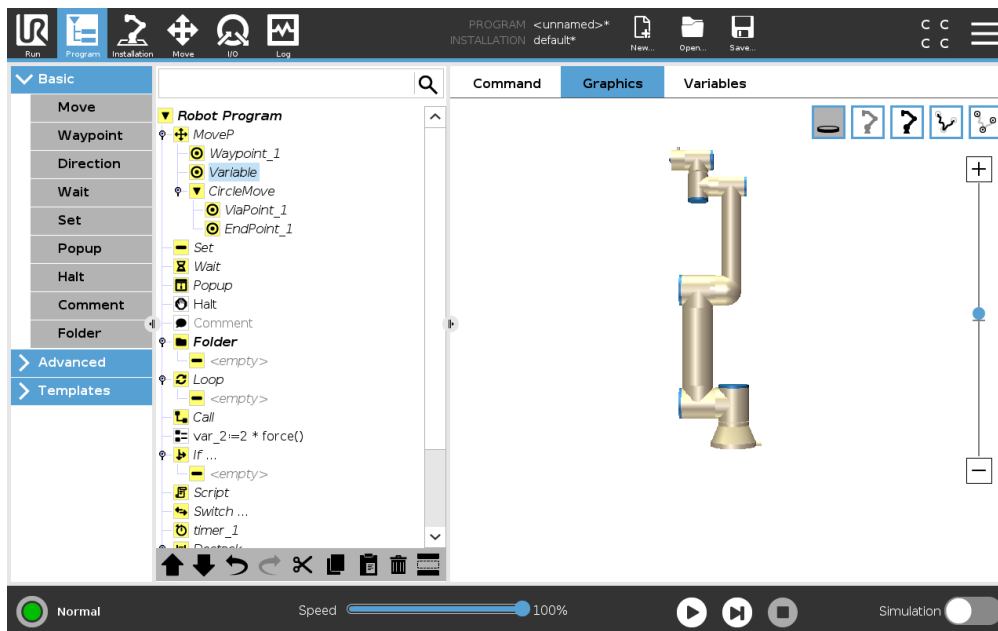 PROGRAM <unnamed>*
INSTALLATION default*
UR
Run
Program
Installation
Move
I/O
Log
New...
Open...
Save...
C C
C C
Basic
Move
Waypoint
Direction
Wait
Set
Popup
Halt
Comment
Folder
Advanced
Templates
Robot Program
MoveP
Waypoint_1
Variable
CircleMove
ViaPoint_1
EndPoint_1
Set
Wait
Popup
Halt
Comment
Folder
<empty>
Loop
<empty>
Call
var_2:=2 * force()
If ...
<empty>
Script
Switch ...
timer_1
Command
Graphics
Variables
Normal
Speed
100%
Simulation